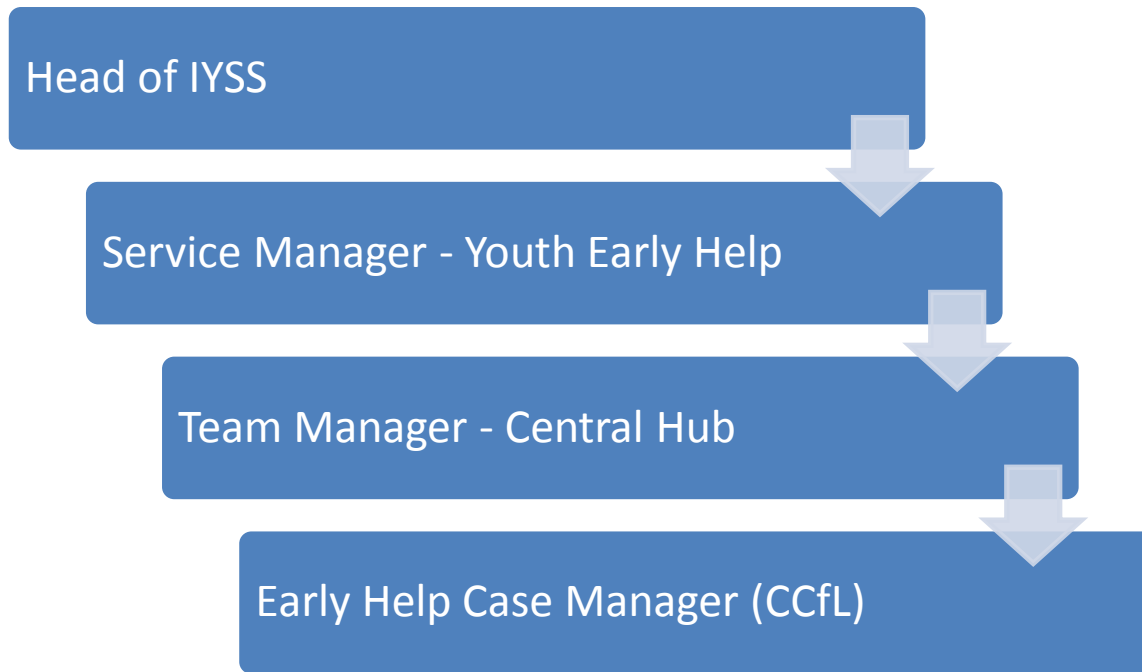 Head of IYSS
Service Manager - Youth Early Help
Team Manager - Central Hub
Early Help Case Manager (CCfL)